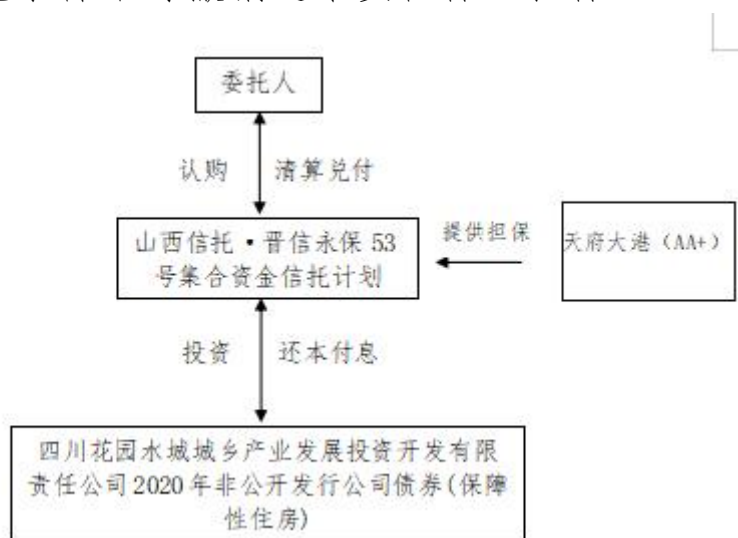 委托人
认购
清算兑付
山西信托·晋信永保 53
号集合资金信托计划
提供担保
天府大港（AA+）
投资
还本付息
四川花园水城城乡产业发展投资开发有限
责任公司2020年非公开发行公司债券(保障
性住房)